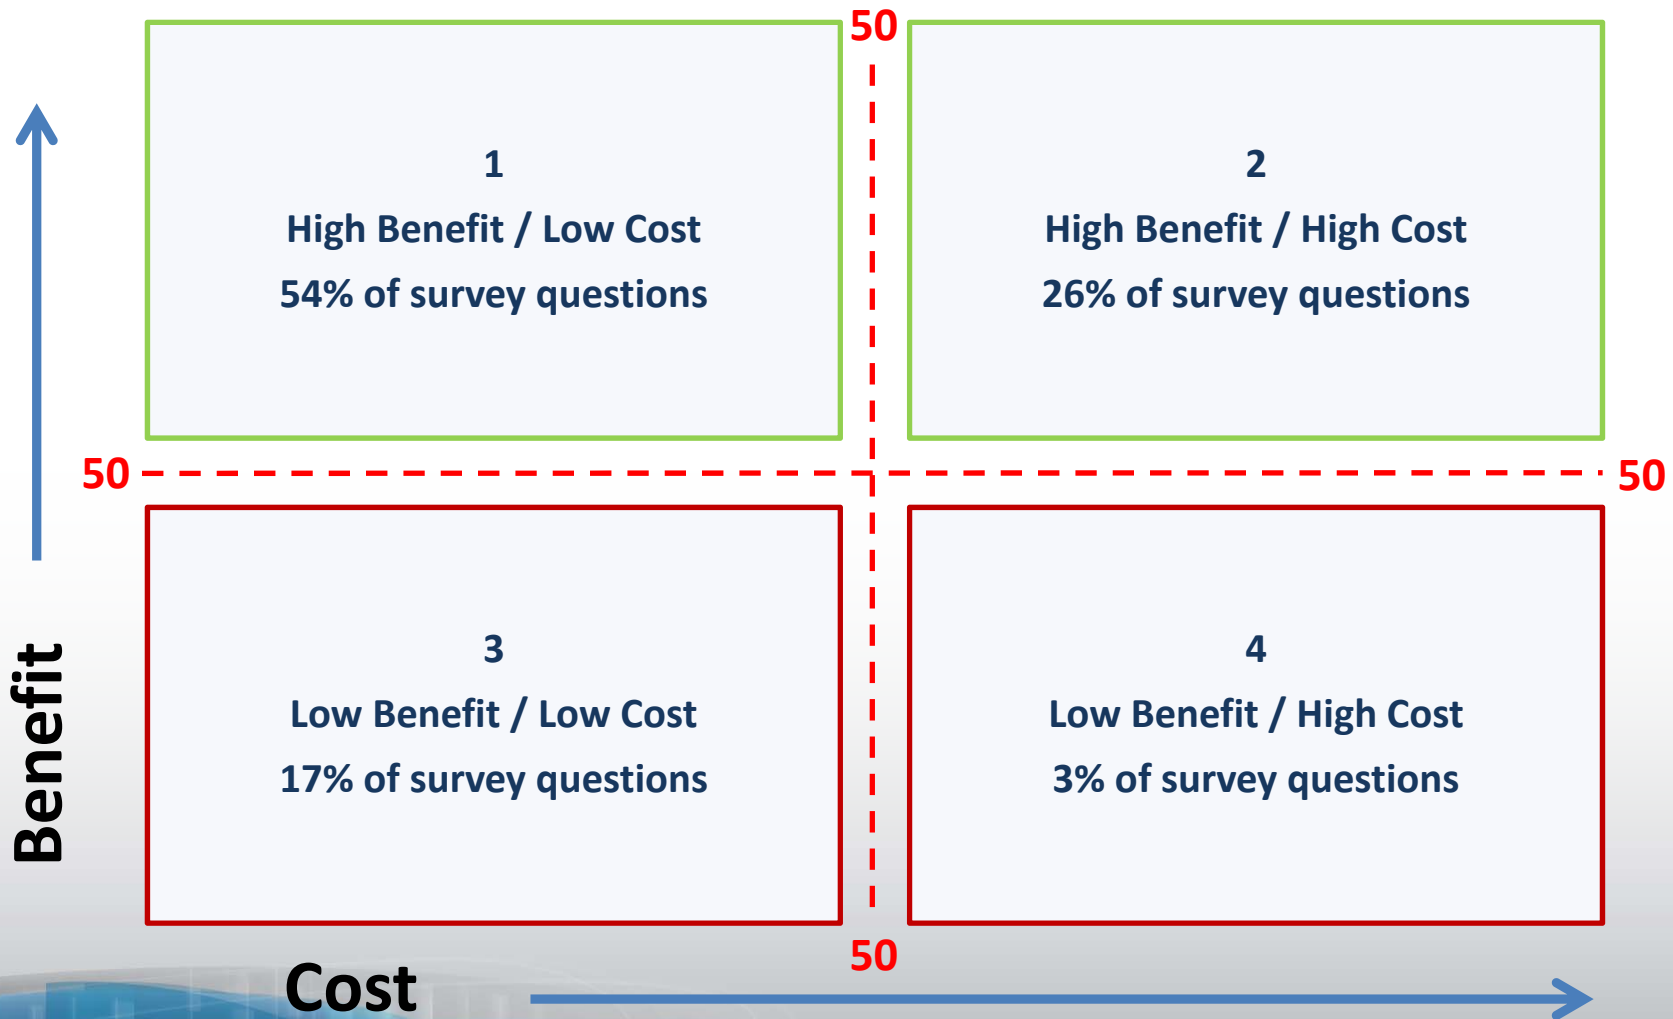 50
1
High Benefit / Low Cost
54% of survey questions
2
High Benefit / High Cost
26% of survey questions
50
50
3
Low Benefit / Low Cost
17% of survey questions
4
Low Benefit / High Cost
3% of survey questions
50
Benefit
Cost